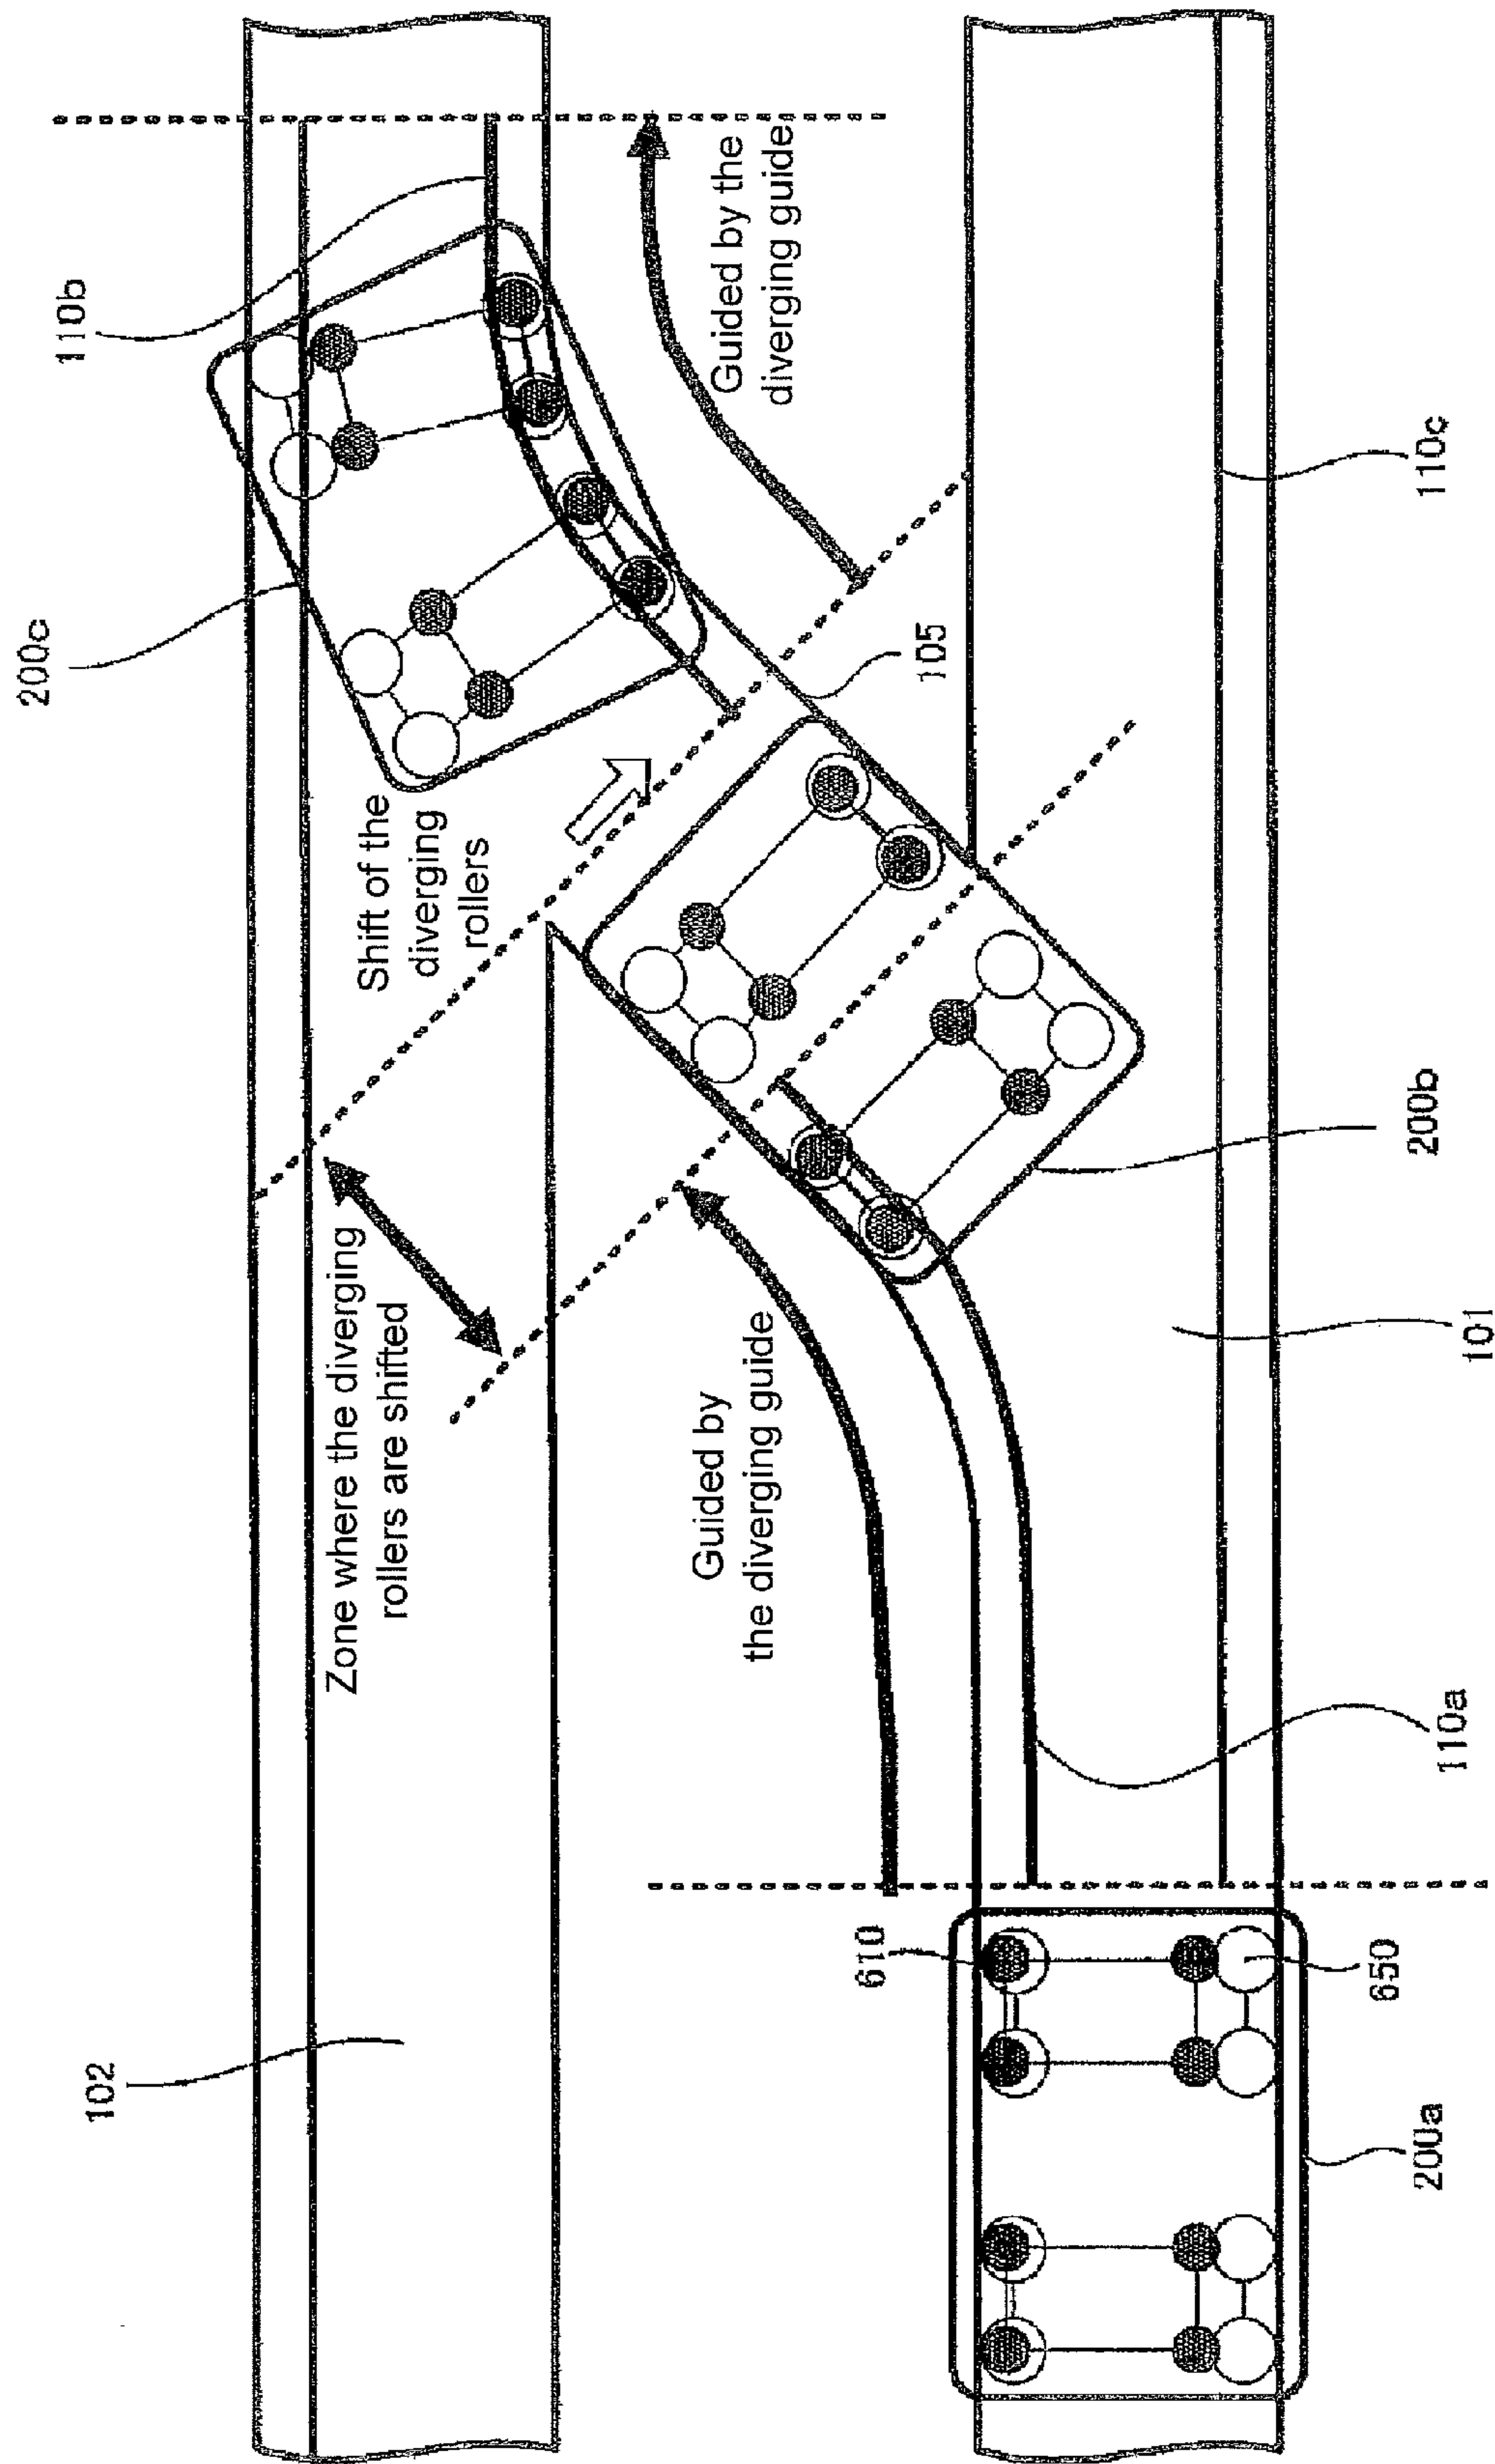 200c
110b
Shift of the
diverging
rollers
Guided by the
diverging guide
Zone where the diverging
rollers are shifted
105
110c
Guided by
the diverging guide
200b
101
102
610
110a
650
200a